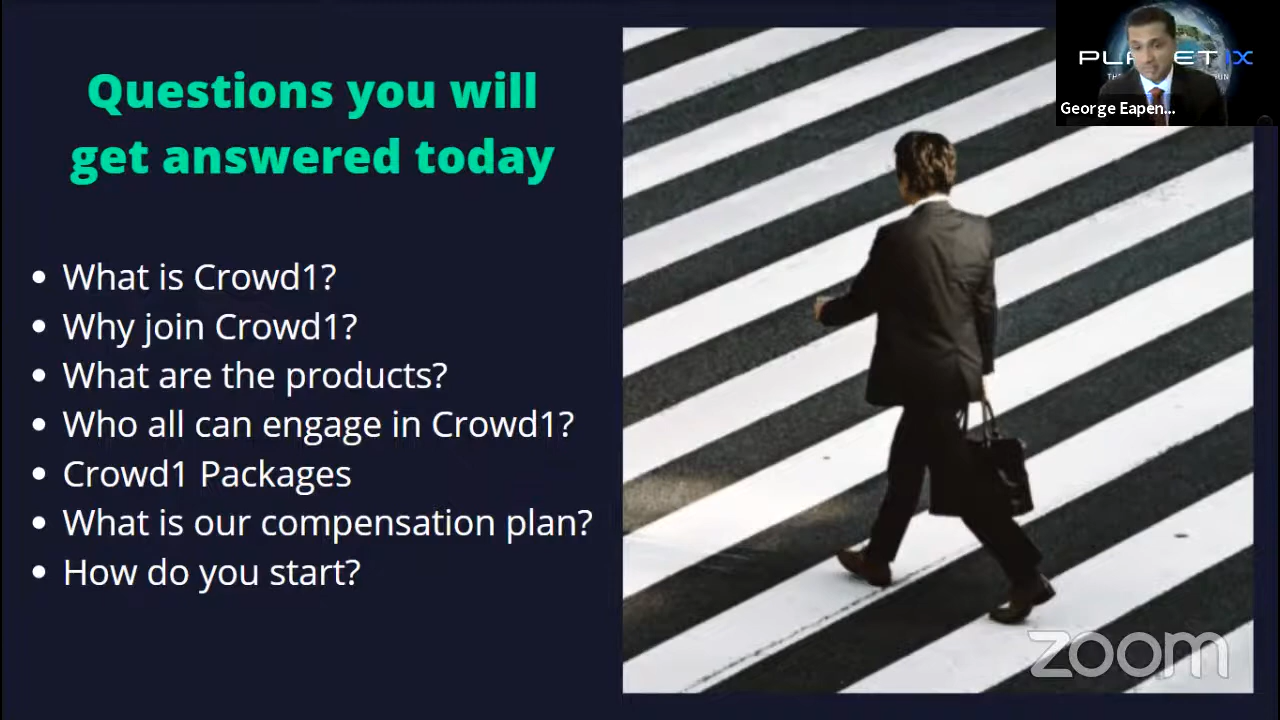 Questions you will
get answered today
• What is Crowd1?
• Why join Crowd1?
• What are the products?
• Who all can engage in Crowd1?
• Crowd1 Packages
• What is our compensation plan?
• How do you start?
George Eapen...
zoom